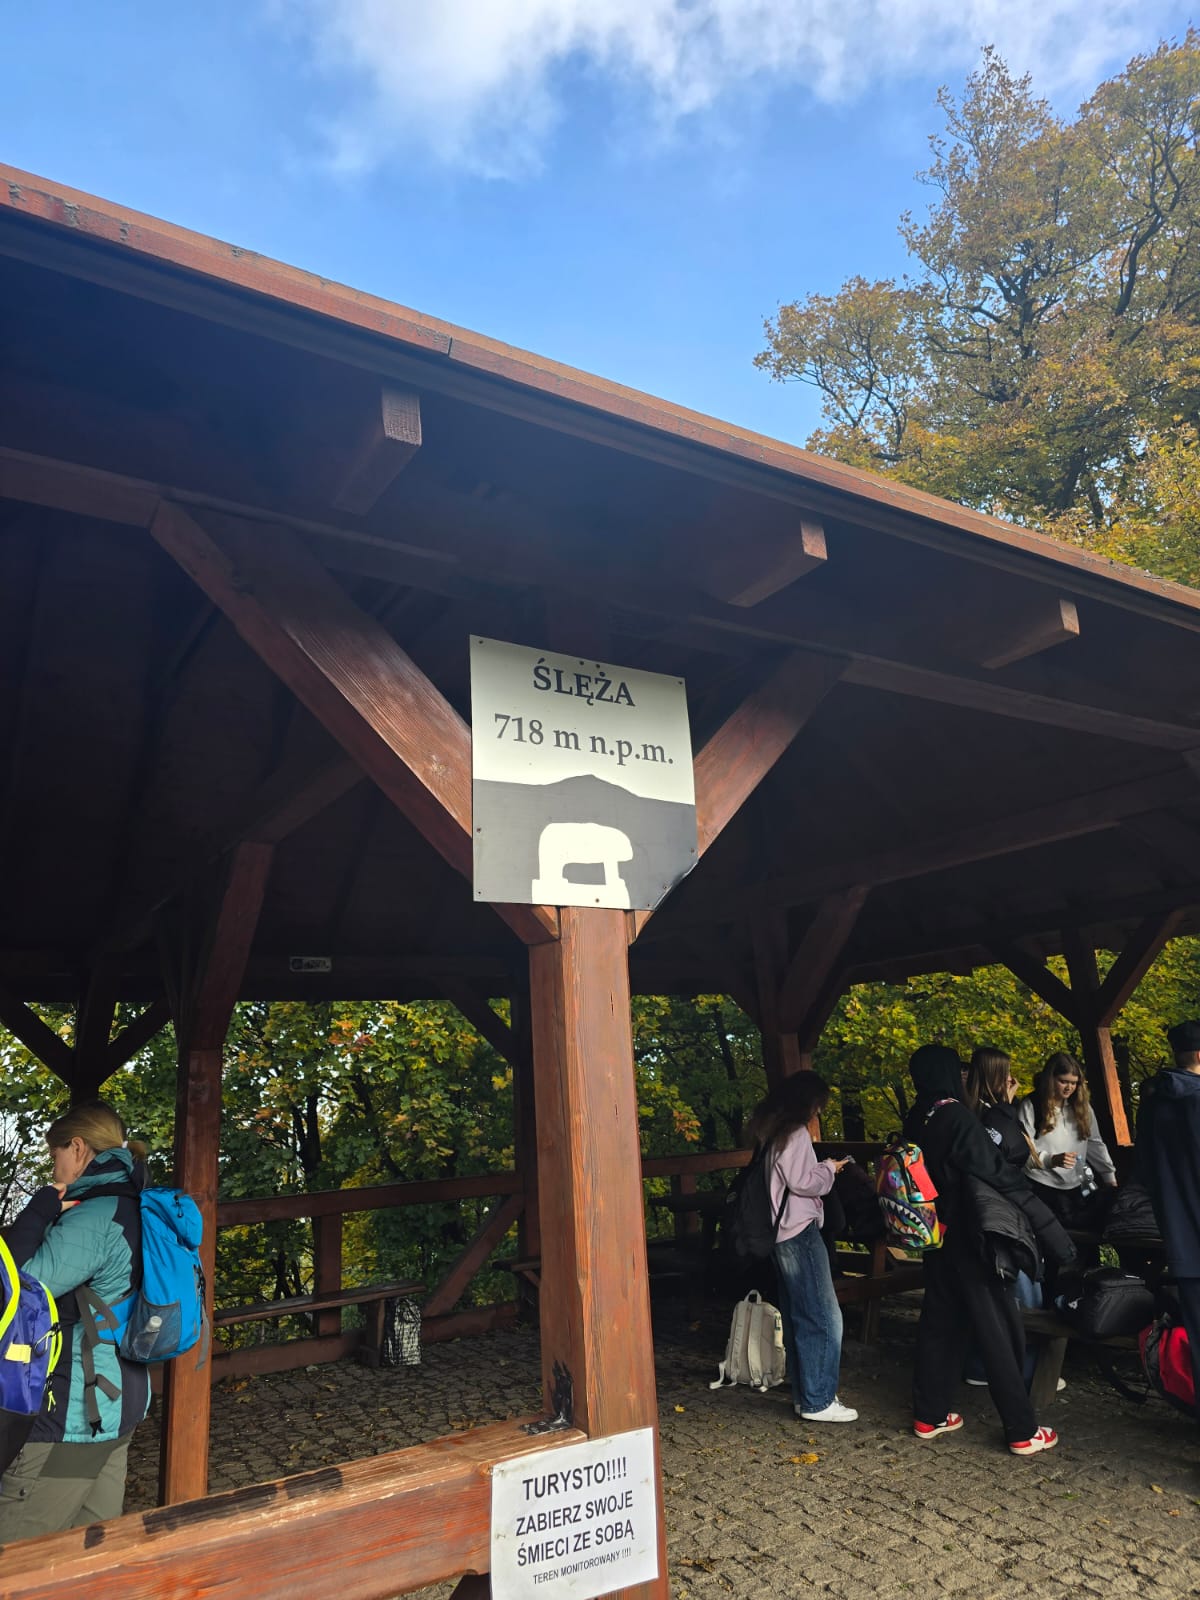 ŚLĘŻA
718 m n.p.m.
TURYSTO!!!!
ZABIERZ SWOJE
ŚMIECI ZE SOBĄ
TEREN MONITOROWANY !!!!